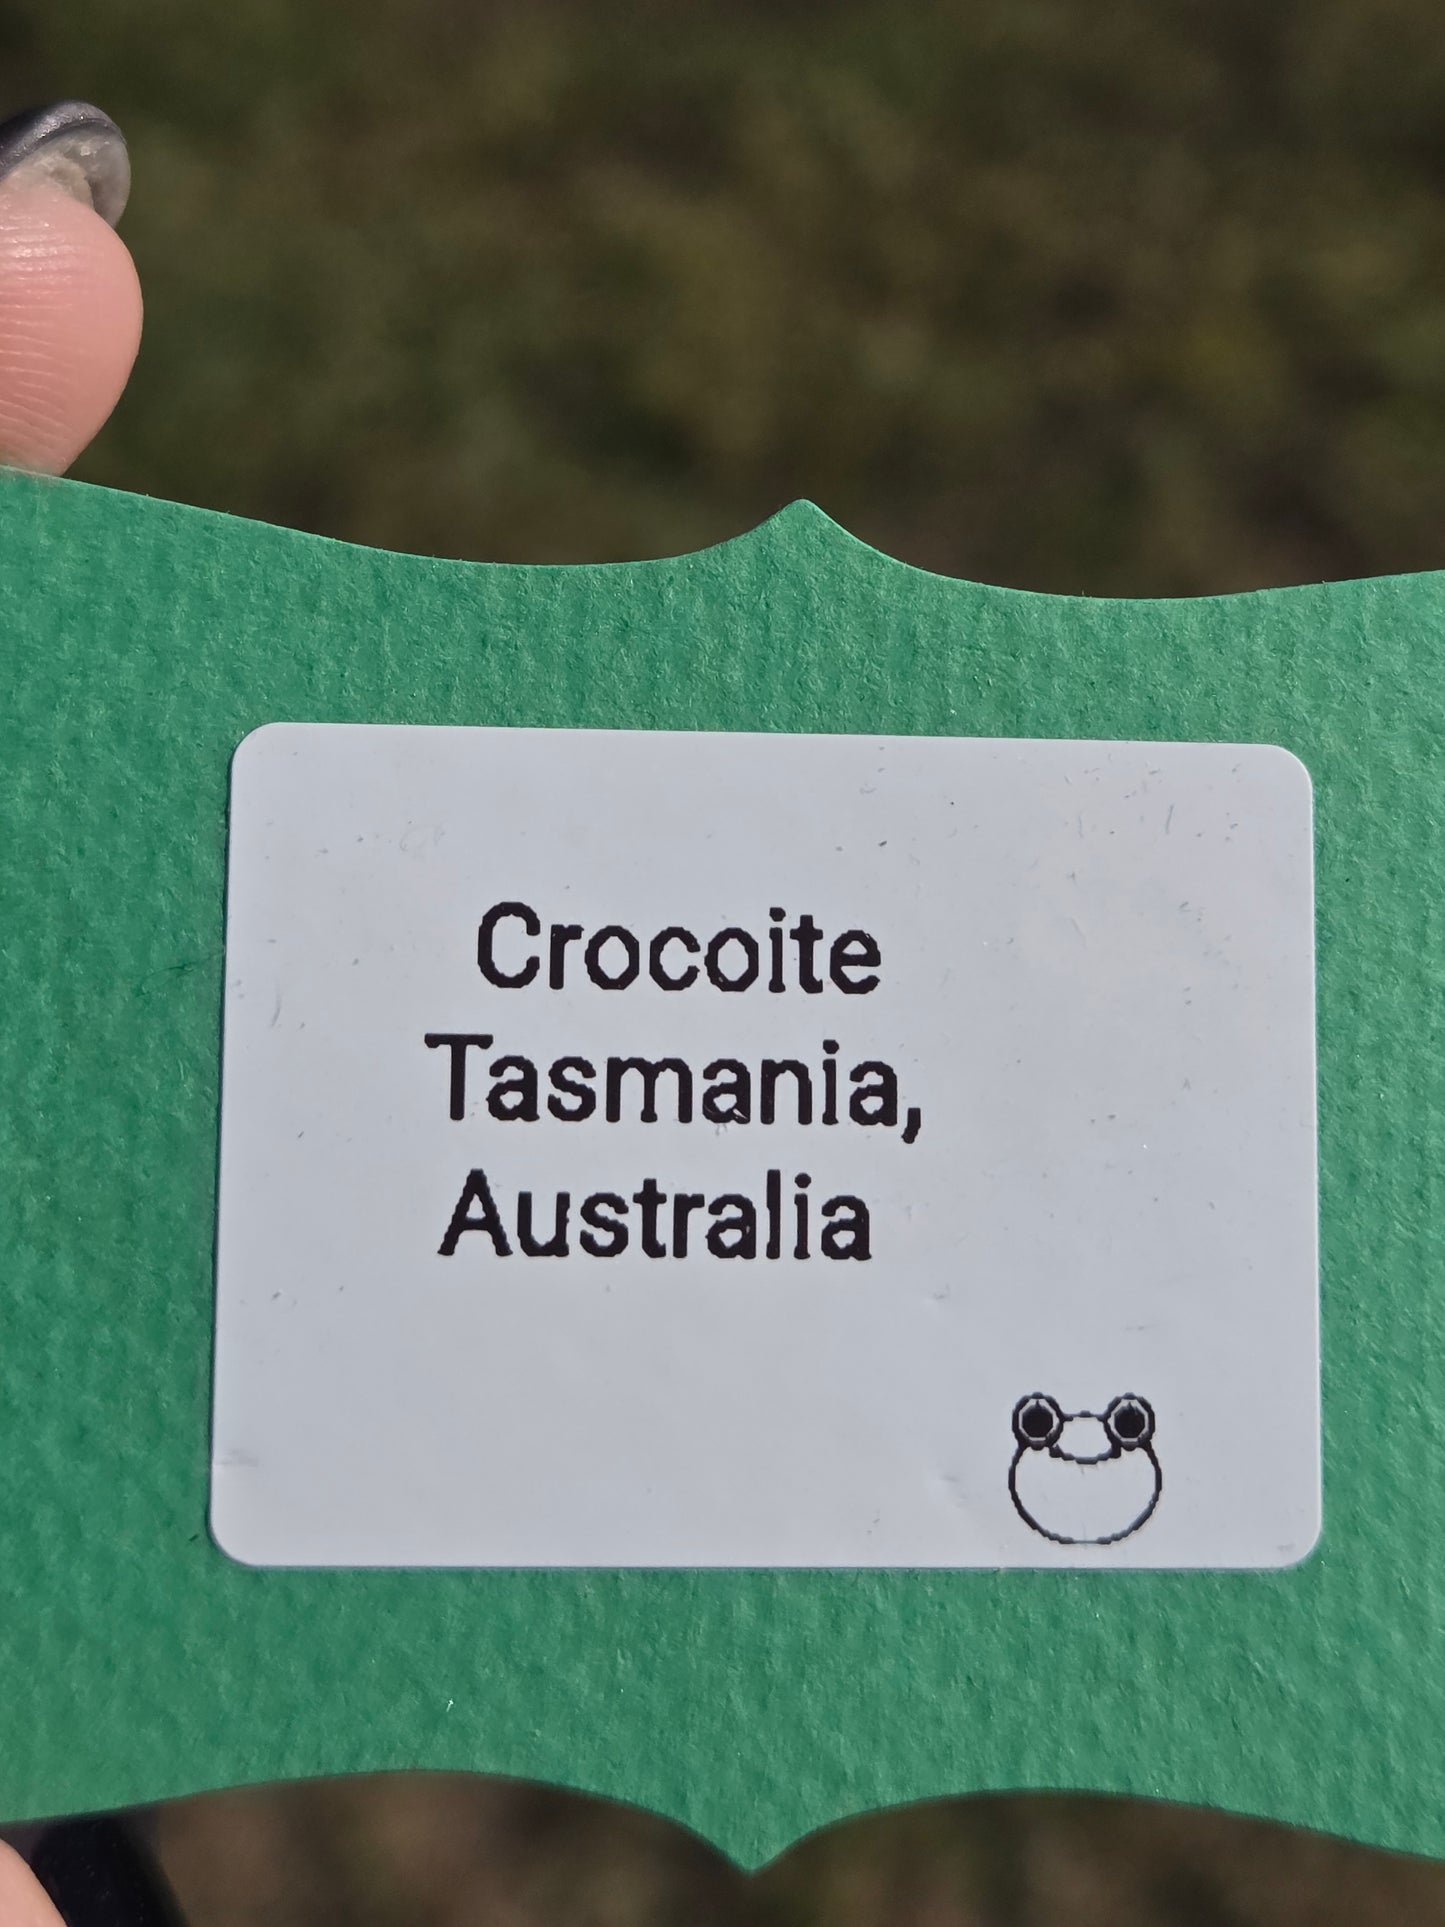 Crocoite
Tasmania,
Australia